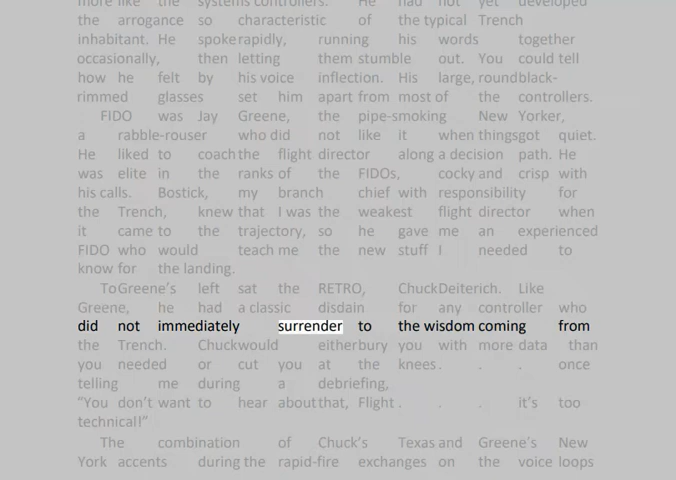 more like the systems controllers. He had not yet developed
the arrogance so characteristic of the typical Trench
inhabitant. He spoke rapidly, running his words together
occasionally, then letting them stumble out. You could tell
how he felt by his voice inflection. His large, round black-
rimmed glasses set him apart from most of the controllers.
FIDO was Jay Greene, the pipe-smoking New Yorker,
a rabble-rouser who did not like it when things got quiet.
He liked to coach the flight director along a decision path. He
was elite in the ranks of the FIDOs, cocky and crisp with
his calls. Bostick, my branch chief with responsibility for
the Trench, knew that I was the weakest flight director when
it came to the trajectory, so he gave me an experienced
FIDO who would teach me the new stuff I needed to
know for the landing.
To Greene's left sat the RETRO, Chuck Deiterich. Like
Greene, he had a classic disdain for any controller who
did not immediately surrender to the wisdom coming from
the Trench. Chuck would either bury you with more data than
you needed or cut you at the knees. . . once
telling me during a debriefing,
“You don't want to hear about that, Flight . . . it's too
technical!”
The combination of Chuck's Texas and Greene's New
York accents during the rapid-fire exchanges on the voice loops